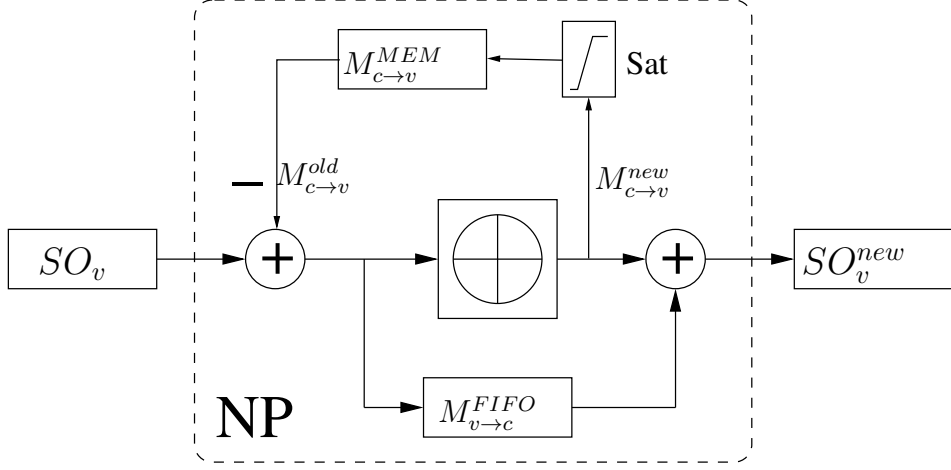 M_{c→v}^{MEM}
Sat
− M_{c→v}^{old}
M_{c→v}^{new}
SO_v
+
+
SO_v^{new}
M_{v→c}^{FIFO}
NP